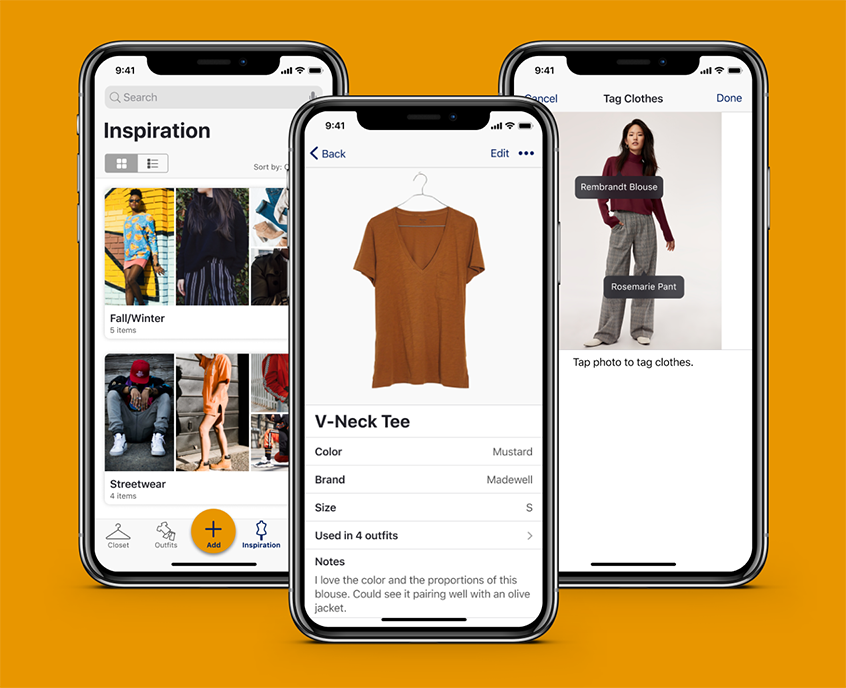 9:41
Search
Inspiration
Sort by:
Fall/Winter
5 items
Streetwear
4 items
Closet
Outfits
Add
Inspiration
9:41
Back
Edit
V-Neck Tee
Color Mustard
Brand Madewell
Size S
Used in 4 outfits
Notes
I love the color and the proportions of this
blouse. Could see it pairing well with an olive
jacket.
9:41
Cancel Tag Clothes Done
Rembrandt Blouse
Rosemarie Pant
Tap photo to tag clothes.